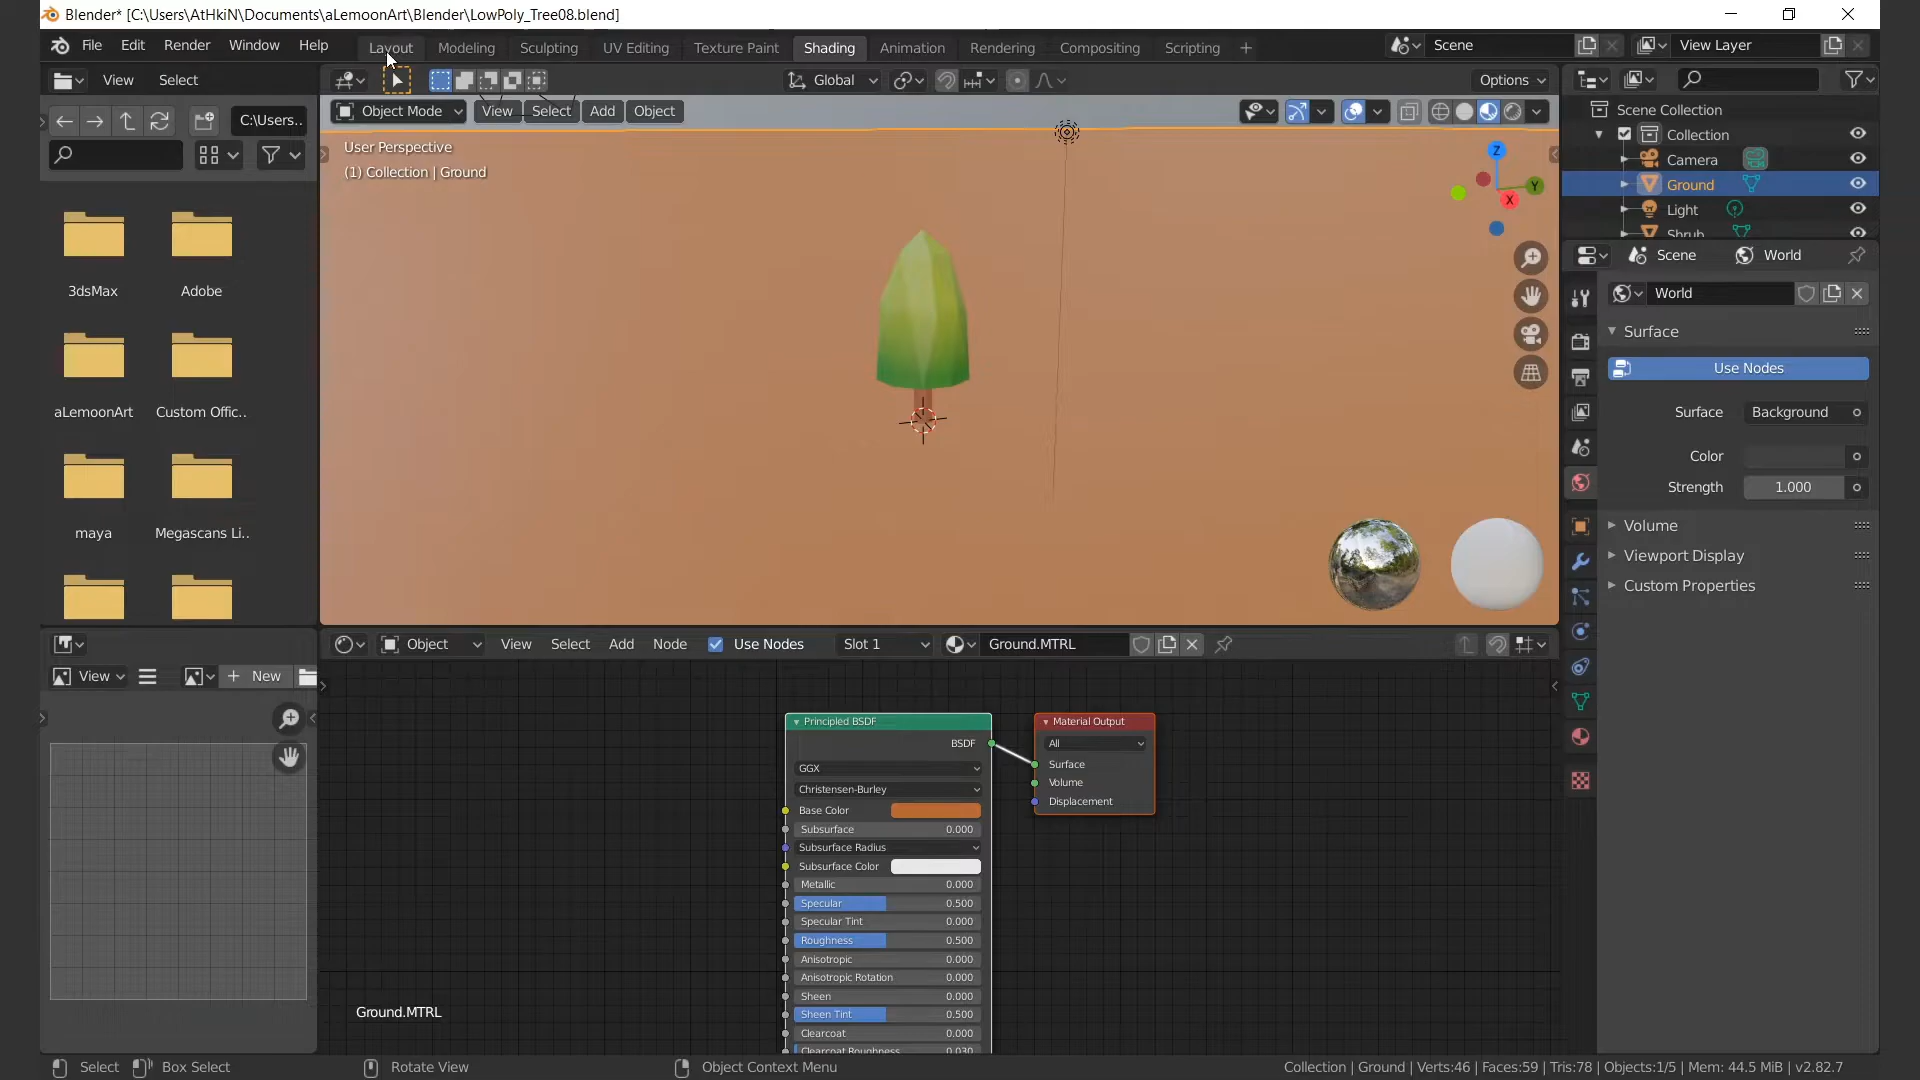 Blender* [C:\Users\AtHkiN\Documents\aLemoonArt\Blender\LowPoly_Tree08.blend]
File Edit Render Window Help Layout Modeling Sculpting UV Editing Texture Paint Shading Animation Rendering Compositing Scripting + Scene View Layer
View Select Global Options
C:\Users.. Object Mode View Select Add Object
User Perspective
(1) Collection | Ground
Z
Y
X
3dsMax Adobe
aLemoonArt Custom Offic..
maya Megascans Li..
Scene Collection
Collection
Camera
Ground
Light
Shrub
Scene World
World
Surface
Use Nodes
Surface Background
Color
Strength 1.000
Volume
Viewport Display
Custom Properties
Object View Select Add Node Use Nodes Slot 1 Ground.MTRL
View + New
Principled BSDF
BSDF
GGX
Christensen-Burley
Base Color
Subsurface 0.000
Subsurface Radius
Subsurface Color
Metallic 0.000
Specular 0.500
Specular Tint 0.000
Roughness 0.500
Anisotropic 0.000
Anisotropic Rotation 0.000
Sheen 0.000
Sheen Tint 0.500
Clearcoat 0.000
Clearcoat Roughness 0.030
Material Output
All
Surface
Volume
Displacement
Ground.MTRL
Select Box Select Rotate View Object Context Menu Collection | Ground | Verts:46 | Faces:59 | Tris:78 | Objects:1/5 | Mem: 44.5 MiB | v2.82.7